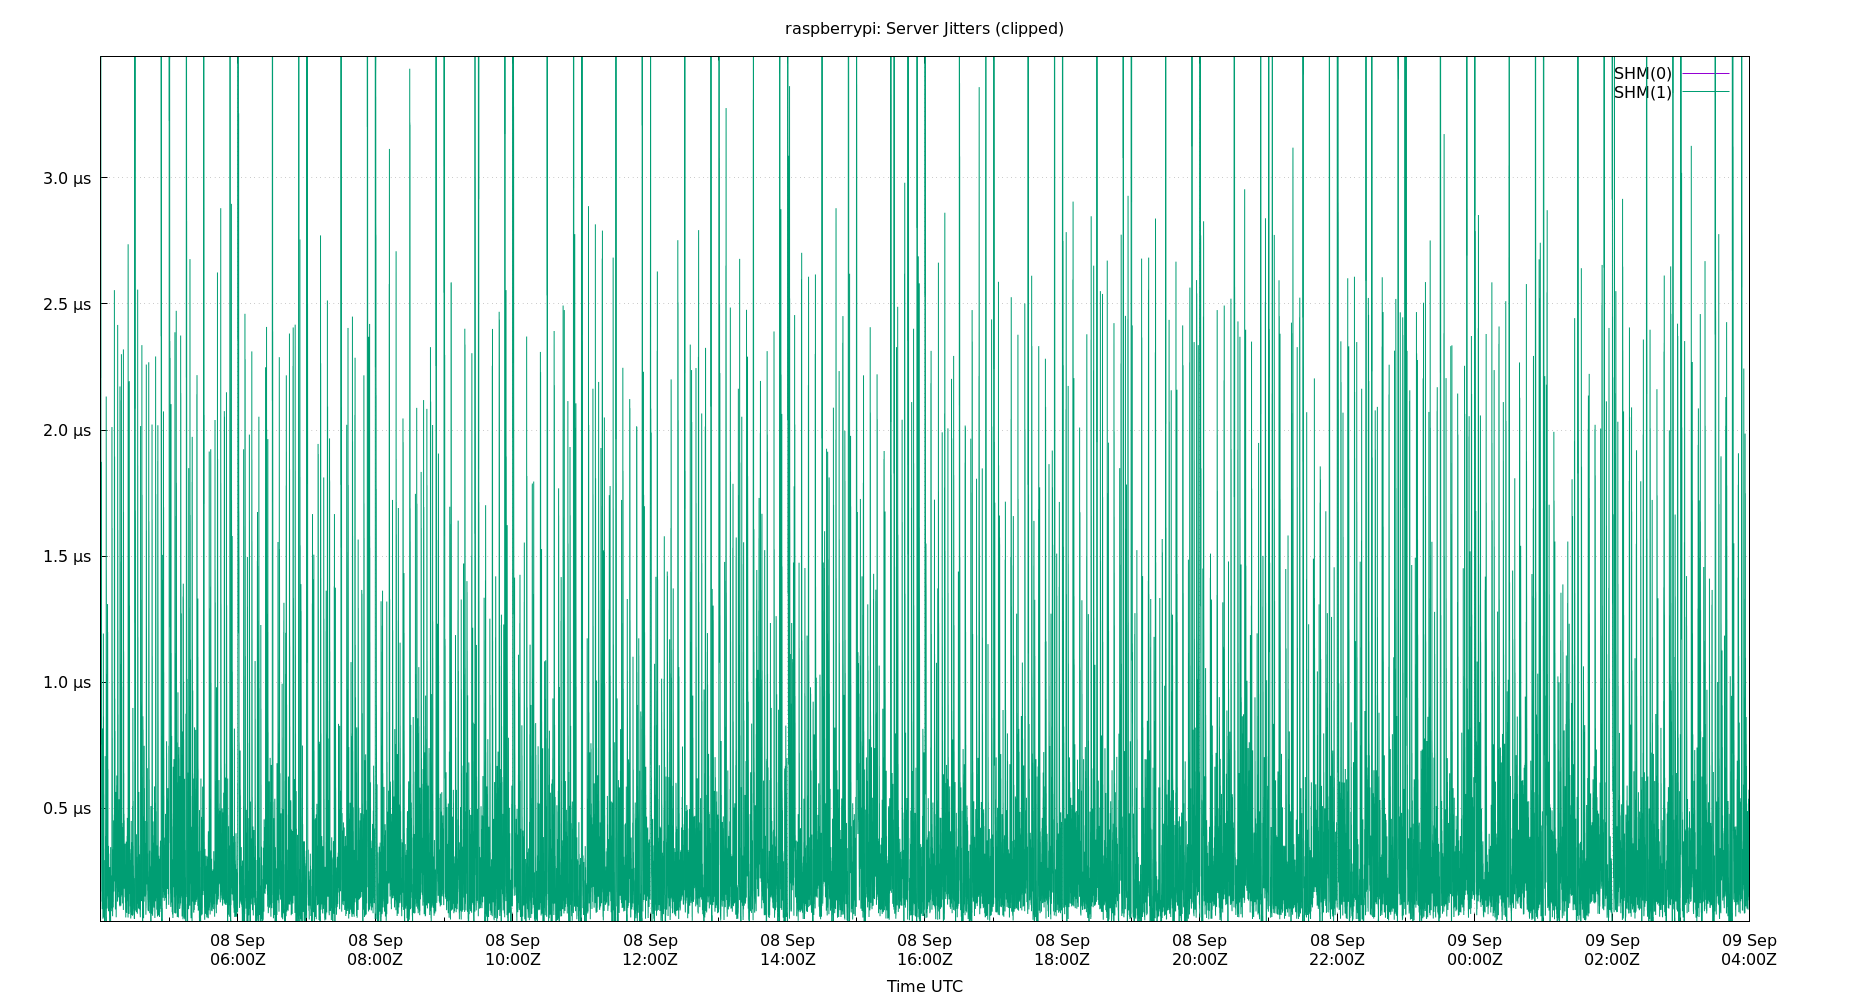 raspberrypi: Server Jitters (clipped)
SHM(0)
SHM(1)
3.0 μs
2.5 μs
2.0 μs
1.5 μs
1.0 μs
0.5 μs
08 Sep 08 Sep 08 Sep 08 Sep 08 Sep 08 Sep 08 Sep 08 Sep 08 Sep 09 Sep 09 Sep 09 Sep
06:00Z 08:00Z 10:00Z 12:00Z 14:00Z 16:00Z 18:00Z 20:00Z 22:00Z 00:00Z 02:00Z 04:00Z
Time UTC